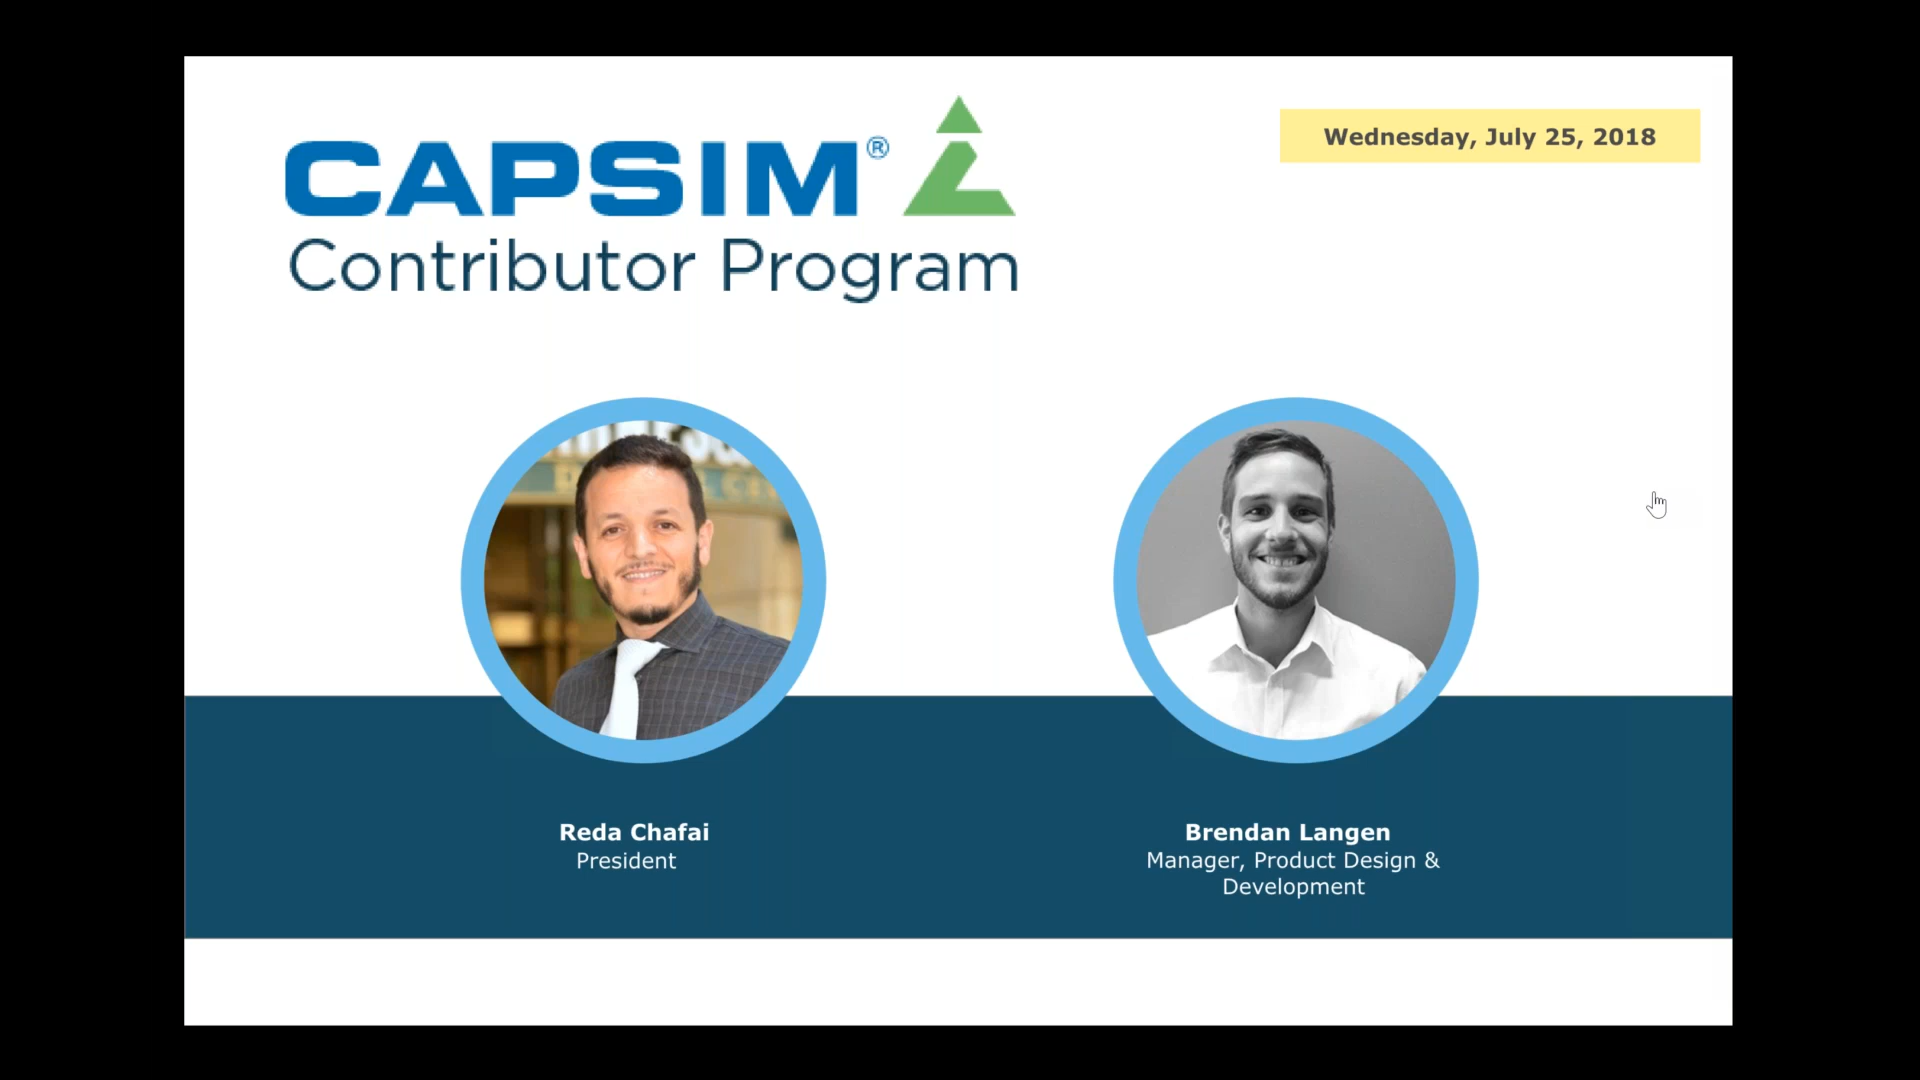 CAPSIM®
Contributor Program
Wednesday, July 25, 2018
Reda Chafai
President
Brendan Langen
Manager, Product Design &
Development